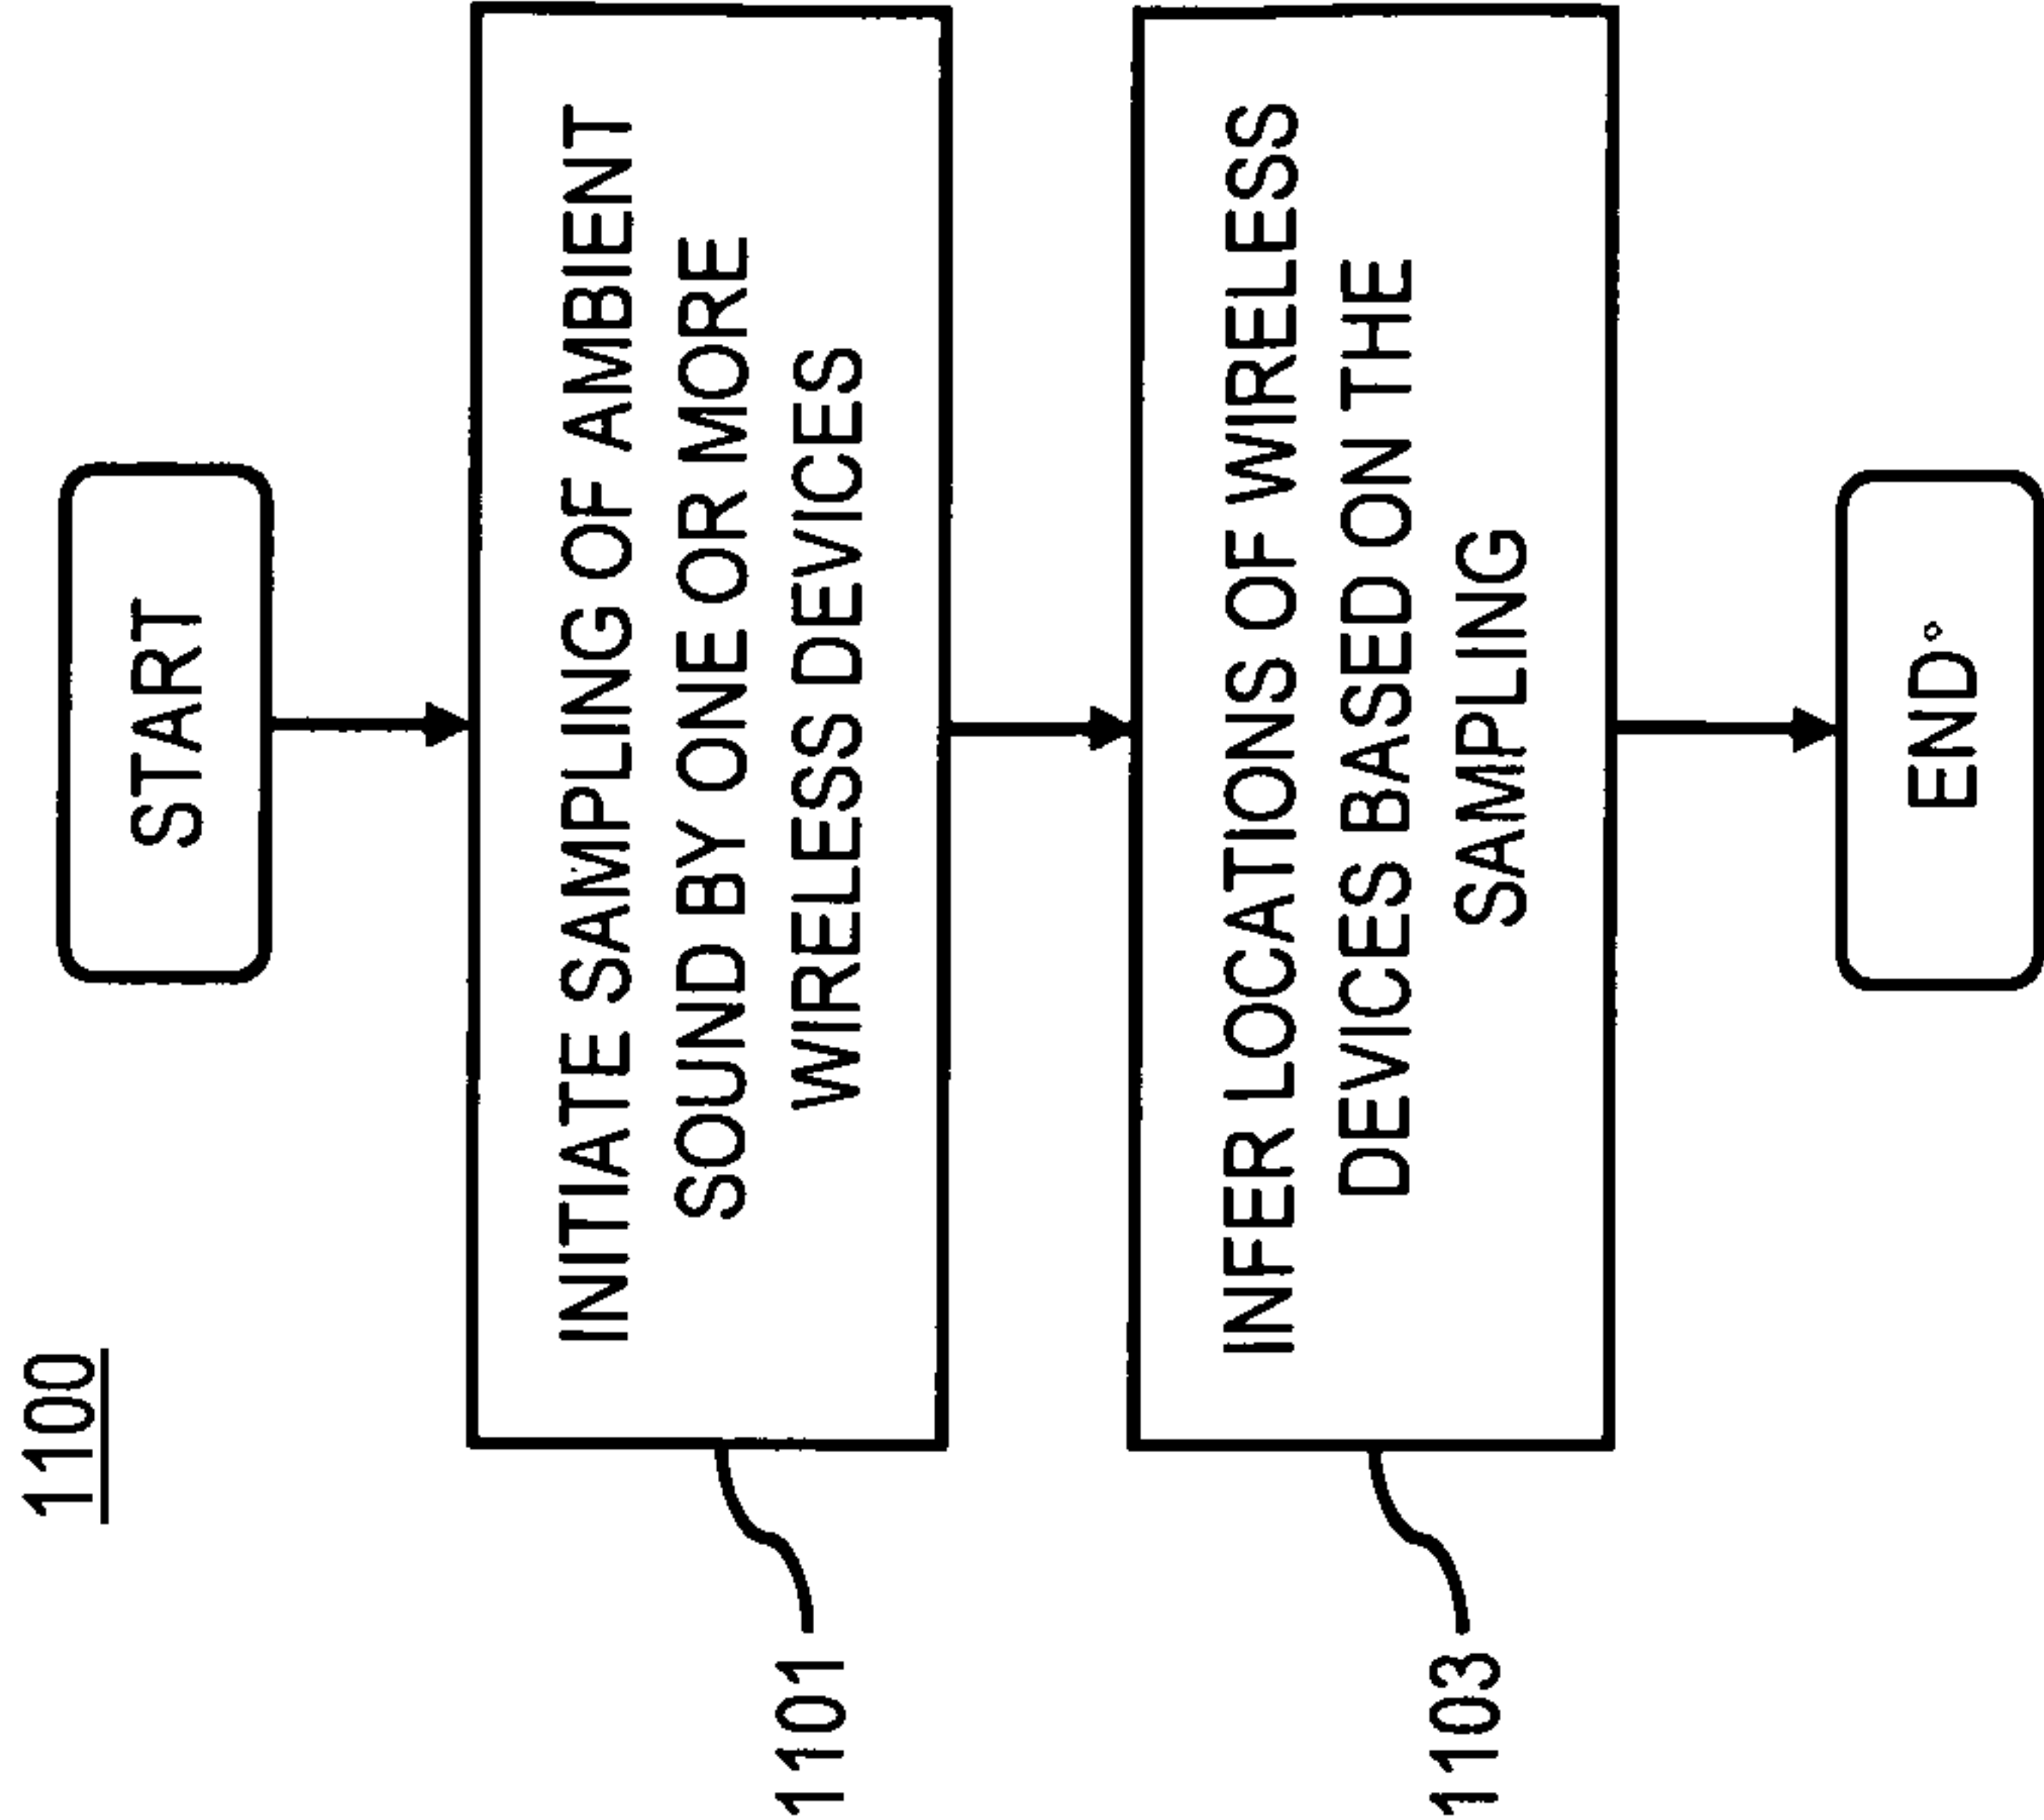 1100
START
INITIATE SAMPLING OF AMBIENT
SOUND BY ONE OR MORE
WIRELESS DEVICES
1101
INFER LOCATIONS OF WIRELESS
DEVICES BASED ON THE
SAMPLING
1103
END°